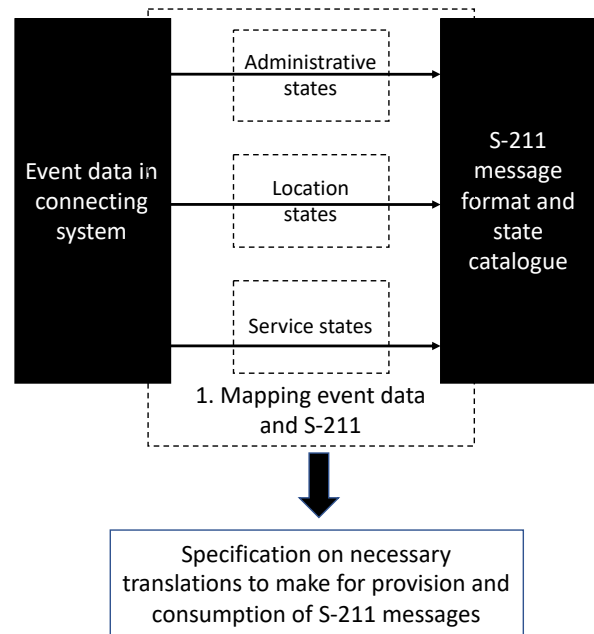 Event data in
connecting
system
Administrative
states
Location
states
Service states
S-211
message
format and
state
catalogue
1. Mapping event data
and S-211
Specification on necessary
translations to make for provision and
consumption of S-211 messages